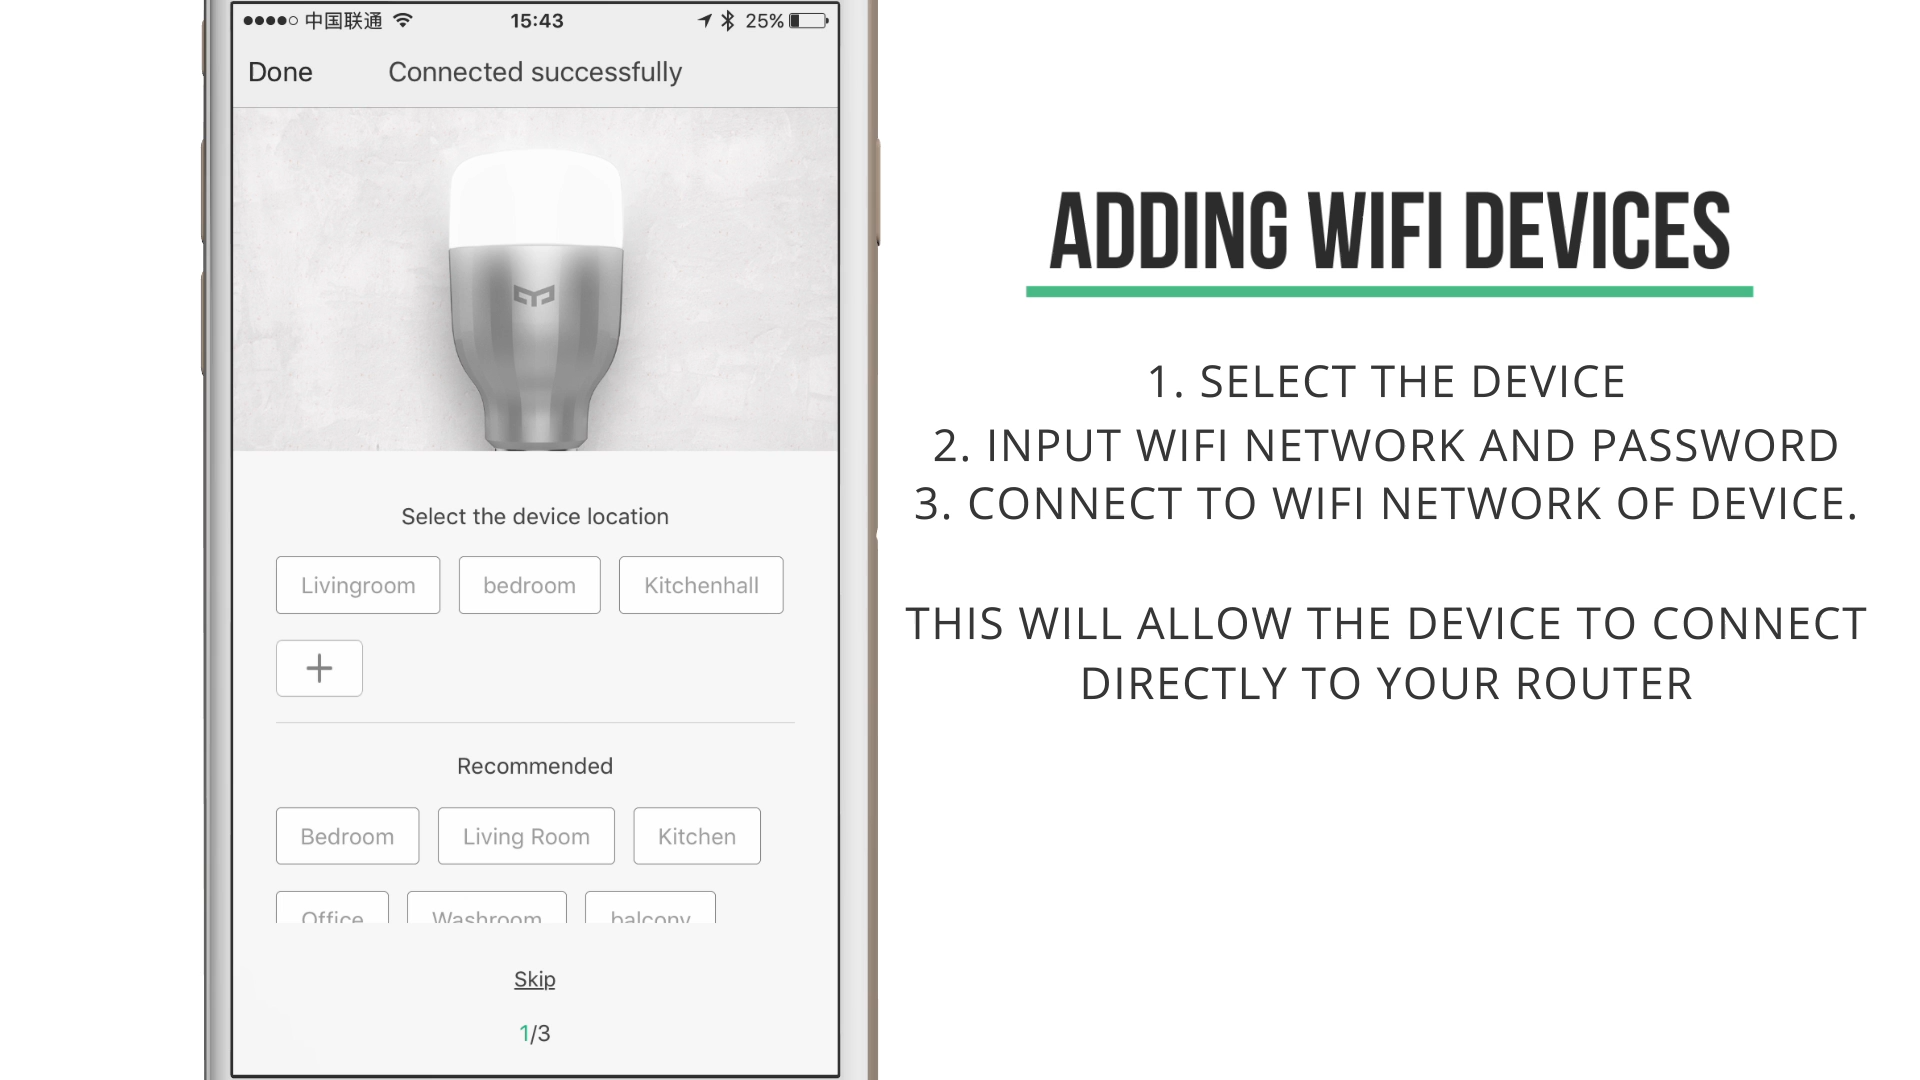 中国联通 15:43 25%
Done Connected successfully
Select the device location
Livingroom bedroom Kitchenhall
+
Recommended
Bedroom Living Room Kitchen
Office Washroom balcony
Skip
1/3
ADDING WIFI DEVICES
1. SELECT THE DEVICE
2. INPUT WIFI NETWORK AND PASSWORD
3. CONNECT TO WIFI NETWORK OF DEVICE.
THIS WILL ALLOW THE DEVICE TO CONNECT
DIRECTLY TO YOUR ROUTER